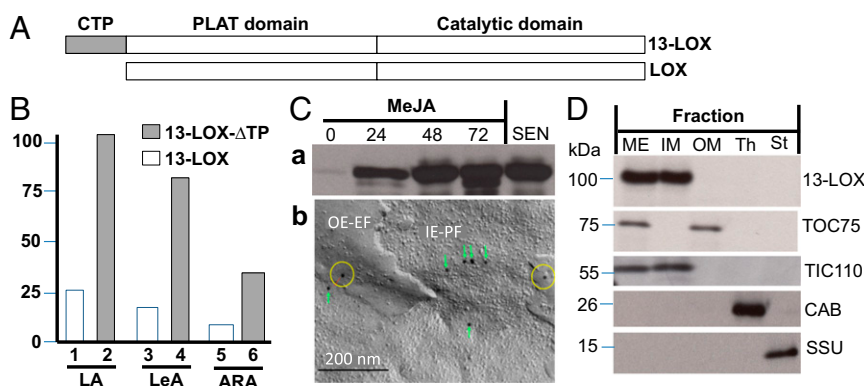 A
CTP PLAT domain Catalytic domain
13-LOX
LOX
B
13-LOX-ΔTP
13-LOX
100
75
50
25
0
1 2 3 4 5 6
LA LeA ARA
C
MeJA
0 24 48 72 SEN
a
b
OE-EF IE-PF
200 nm
D
Fraction
kDa ME IM OM Th St
100 13-LOX
75 TOC75
55 TIC110
26 CAB
15 SSU